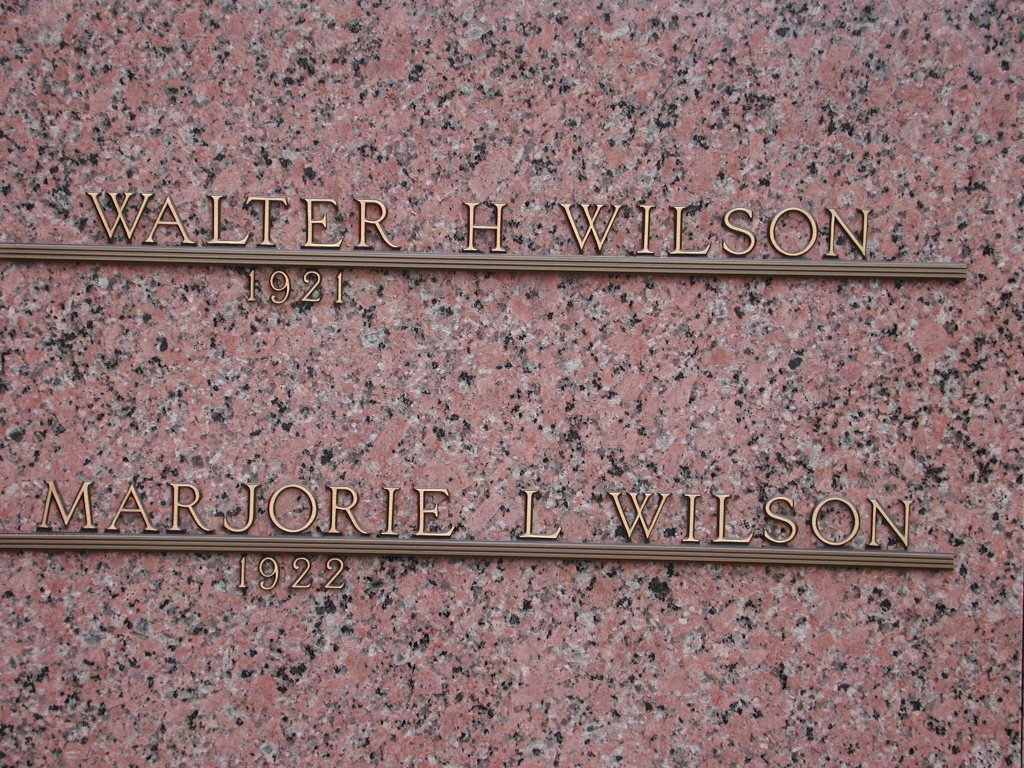 WALTER H WILSON
1921
MARJORIE L WILSON
1922